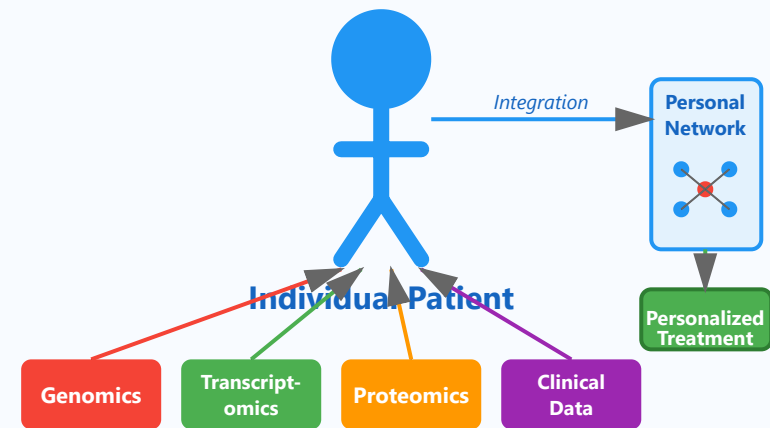 Integration
Personal
Network
Individual Patient
Personalized
Treatment
Genomics
Transcript-
omics
Proteomics
Clinical
Data